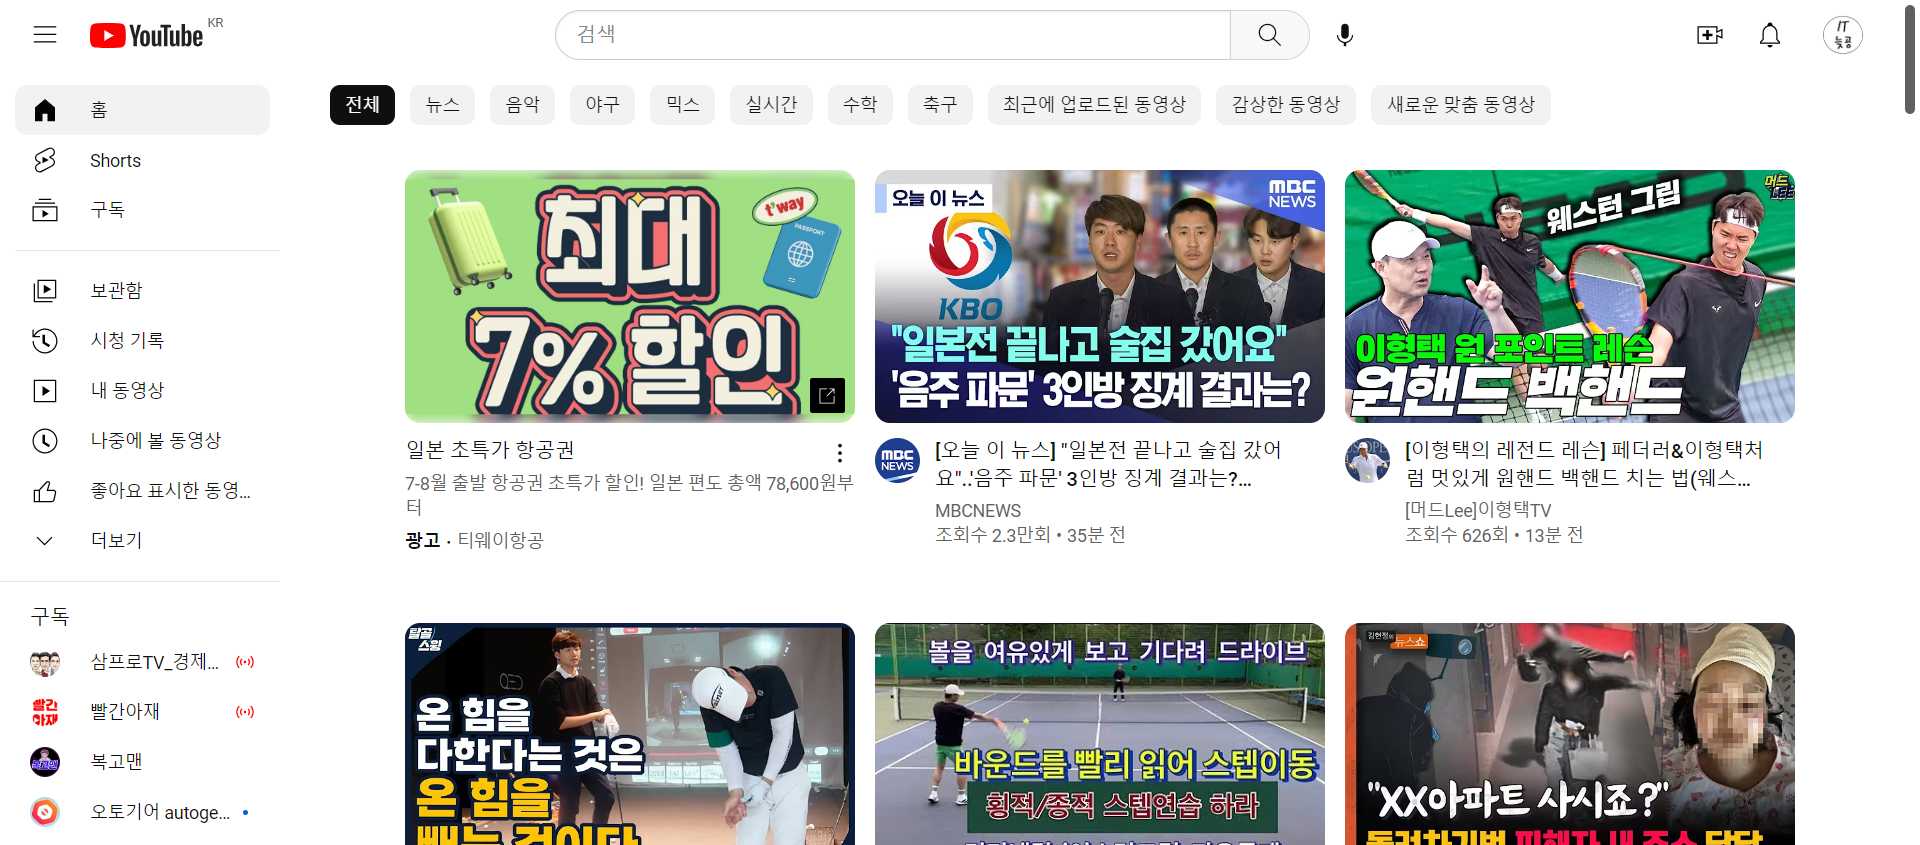 YouTube KR
검색
IT
늦공
홈
Shorts
구독
보관함
시청 기록
내 동영상
나중에 볼 동영상
좋아요 표시한 동영...
더보기
구독
삼프로TV_경제...
빨간아재
복고맨
오토기어 autoge...
전체 뉴스 음악 야구 믹스 실시간 수학 축구 최근에 업로드된 동영상 감상한 동영상 새로운 맞춤 동영상
최대
7% 할인
t'way
PASSPORT
일본 초특가 항공권
7-8월 출발 항공권 초특가 할인! 일본 편도 총액 78,600원부
터
광고 · 티웨이항공
오늘 이 뉴스
MBC
NEWS
KBO
"일본전 끝나고 술집 갔어요"
'음주 파문' 3인방 징계 결과는?
MBC
NEWS
[오늘 이 뉴스] "일본전 끝나고 술집 갔어
요"..'음주 파문' 3인방 징계 결과는?...
MBCNEWS
조회수 2.3만회 • 35분 전
머드
LEE
웨스턴 그립
이형택 원 포인트 레슨
원핸드 백핸드
[이형택의 레전드 레슨] 페더러&이형택처
럼 멋있게 원핸드 백핸드 치는 법(웨스...
[머드Lee]이형택TV
조회수 626회 • 13분 전
탈골
스윙
온 힘을
다한다는 것은
온 힘을
빼는 것이다
볼을 여유있게 보고 기다려 드라이브
바운드를 빨리 읽어 스텝이동
횡적/종적 스텝연습 하라
김현정의
뉴스쇼
"XX아파트 사시죠?"